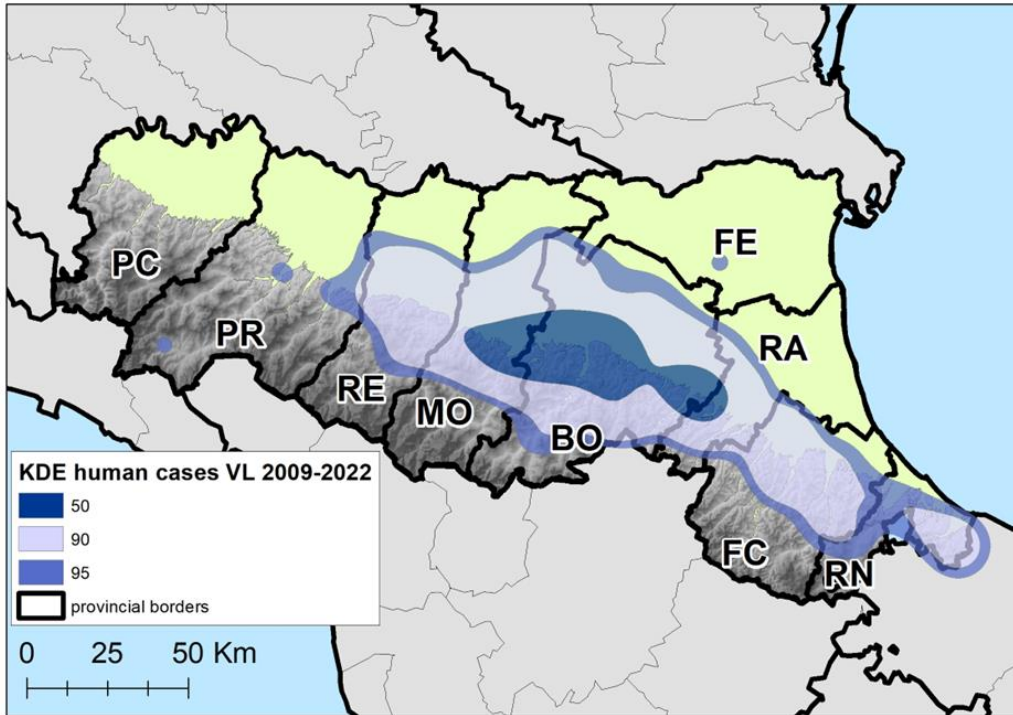 FE
PC
PR
RA
RE
MO
BO
KDE human cases VL 2009-2022
50
90
95
provincial borders
FC
RN
0 25 50 Km